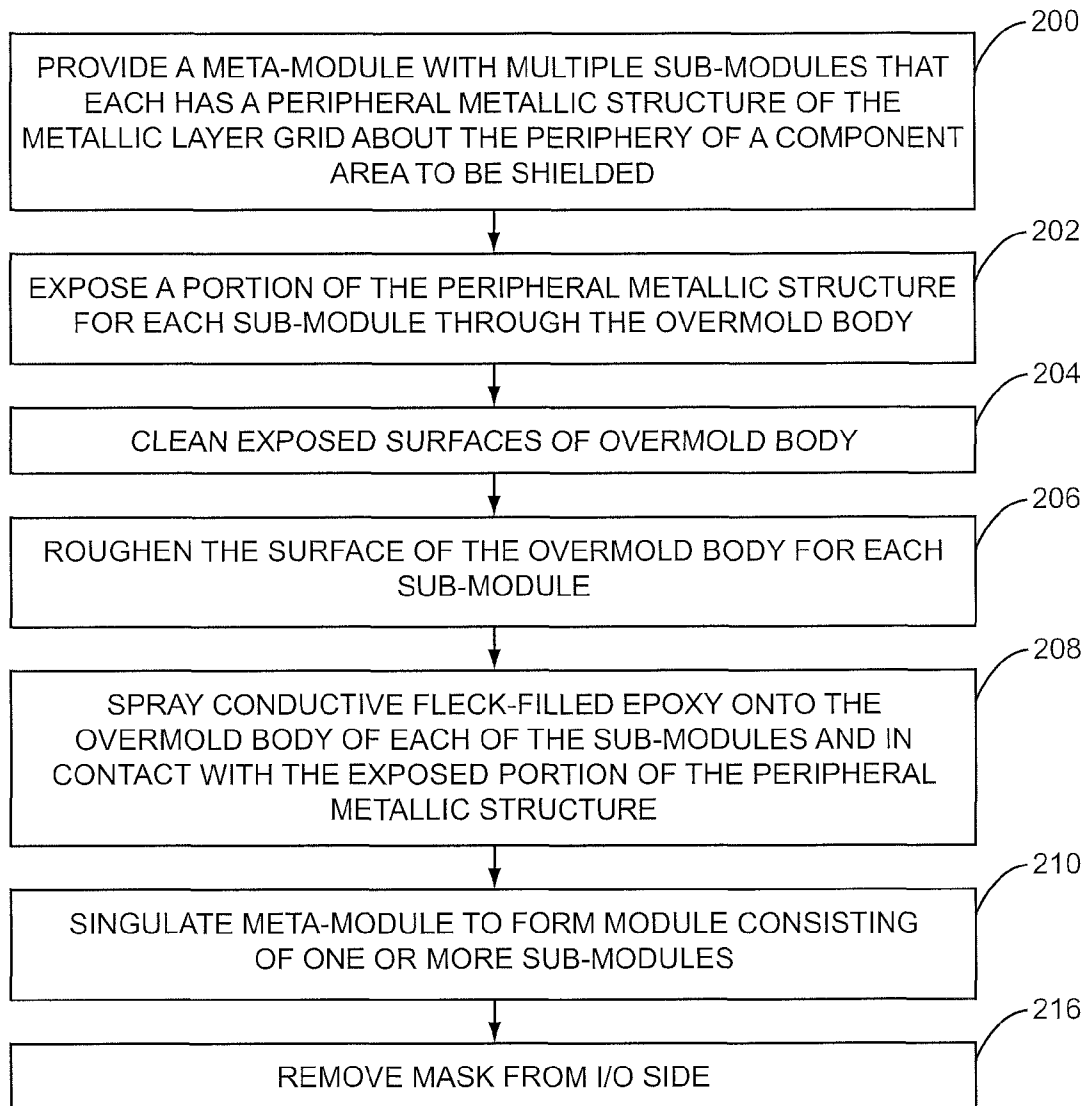 200
PROVIDE A META-MODULE WITH MULTIPLE SUB-MODULES THAT
EACH HAS A PERIPHERAL METALLIC STRUCTURE OF THE
METALLIC LAYER GRID ABOUT THE PERIPHERY OF A COMPONENT
AREA TO BE SHIELDED
202
EXPOSE A PORTION OF THE PERIPHERAL METALLIC STRUCTURE
FOR EACH SUB-MODULE THROUGH THE OVERMOLD BODY
204
CLEAN EXPOSED SURFACES OF OVERMOLD BODY
206
ROUGHEN THE SURFACE OF THE OVERMOLD BODY FOR EACH
SUB-MODULE
208
SPRAY CONDUCTIVE FLECK-FILLED EPOXY ONTO THE
OVERMOLD BODY OF EACH OF THE SUB-MODULES AND IN
CONTACT WITH THE EXPOSED PORTION OF THE PERIPHERAL
METALLIC STRUCTURE
210
SINGULATE META-MODULE TO FORM MODULE CONSISTING
OF ONE OR MORE SUB-MODULES
216
REMOVE MASK FROM I/O SIDE